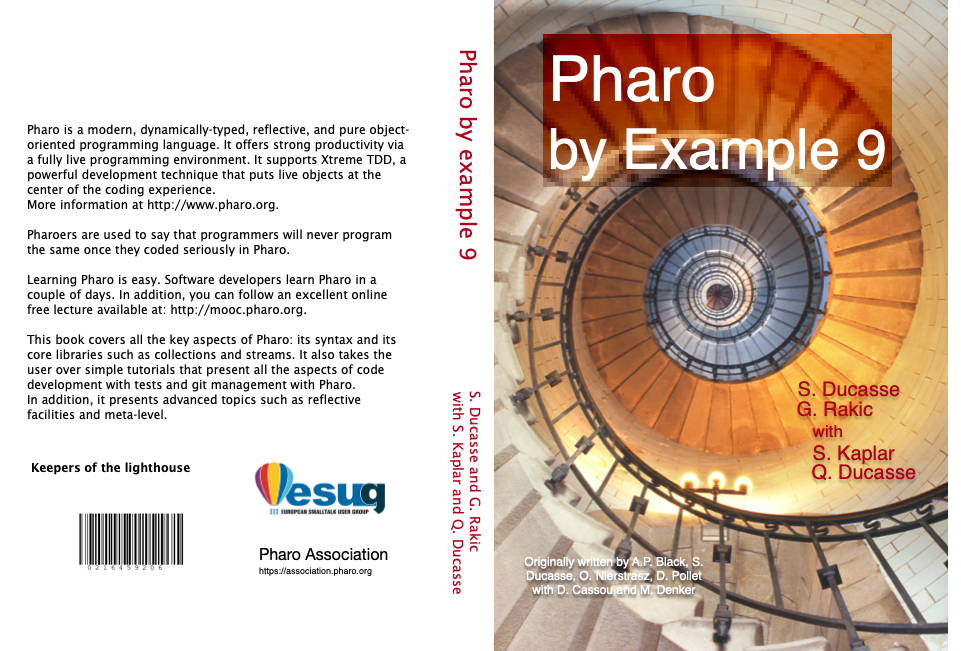 Pharo is a modern, dynamically-typed, reflective, and pure object-
oriented programming language. It offers strong productivity via
a fully live programming environment. It supports Xtreme TDD, a
powerful development technique that puts live objects at the
center of the coding experience.
More information at http://www.pharo.org.
Pharoers are used to say that programmers will never program
the same once they coded seriously in Pharo.
Learning Pharo is easy. Software developers learn Pharo in a
couple of days. In addition, you can follow an excellent online
free lecture available at: http://mooc.pharo.org.
This book covers all the key aspects of Pharo: its syntax and its
core libraries such as collections and streams. It also takes the
user over simple tutorials that present all the aspects of code
development with tests and git management with Pharo.
In addition, it presents advanced topics such as reflective
facilities and meta-level.
Keepers of the lighthouse
esug
EUROPEAN SMALLTALK USER GROUP
0216459206
Pharo Association
https://association.pharo.org
Pharo by example 9
S. Ducasse and G. Rakic
with S. Kaplar and Q. Ducasse
Pharo
by Example 9
S. Ducasse
G. Rakic
with
S. Kaplar
Q. Ducasse
Originally written by A.P. Black, S.
Ducasse, O. Nierstrasz, D. Pollet
with D. Cassou and M. Denker